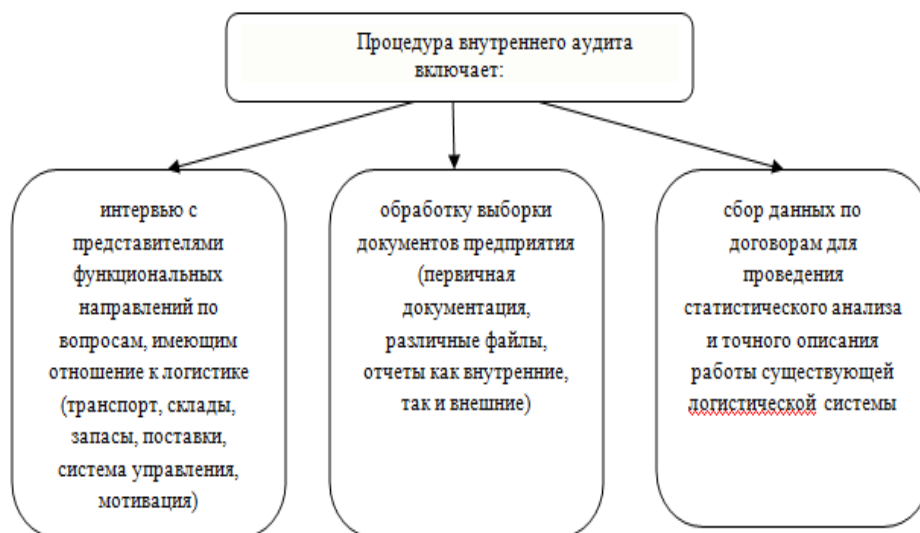 Процедура внутреннего аудита
включает:
интервью с
представителями
функциональных
направлений по
вопросам, имеющим
отношение к логистике
(транспорт, склады,
запасы, поставки,
система управления,
мотивация)
обработку выборки
документов предприятия
(первичная
документация,
различные файлы,
отчеты как внутренние,
так и внешние)
сбор данных по
договорам для
проведения
статистического анализа
и точного описания
работы существующей
логистической системы